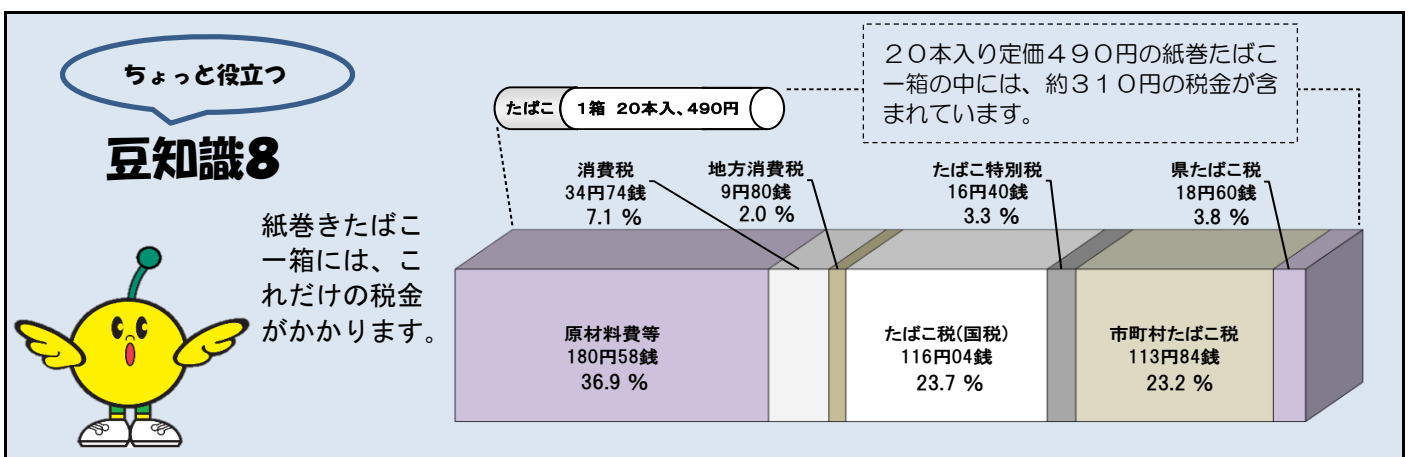 ちょっと役立つ
豆知識8
紙巻きたばこ
一箱には、こ
れだけの税金
がかかります。
たばこ 1箱 20本入、490円
20本入り定価490円の紙巻たばこ
一箱の中には、約310円の税金が含
まれています。
消費税
34円74銭
7.1 %
地方消費税
9円80銭
2.0 %
たばこ特別税
16円40銭
3.3 %
県たばこ税
18円60銭
3.8 %
原材料費等
180円58銭
36.9 %
たばこ税(国税)
116円04銭
23.7 %
市町村たばこ税
113円84銭
23.2 %